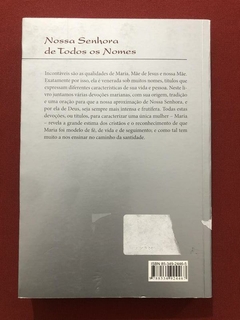 Nossa Senhora
de Todos os Nomes
Incontáveis são as qualidades de Maria, Mãe de Jesus e nossa Mãe.
Exatamente por isso, ela é venerada sob muitos nomes, títulos que
expressam diferentes características de sua vida e pessoa. Neste li-
vro juntamos várias devoções marianas, com sua origem, tradição
e uma oração para que a nossa aproximação de Nossa Senhora, e
por ela de Deus, seja sempre mais intensa e frutífera. Todas estas
devoções, ou títulos, para caracterizar uma única mulher – Maria
– revela a grande estima dos cristãos e o reconhecimento de que
Maria foi modelo de fé, de vida e de seguimento; e como tal tem
muito a nos ensinar no caminho da santidade.